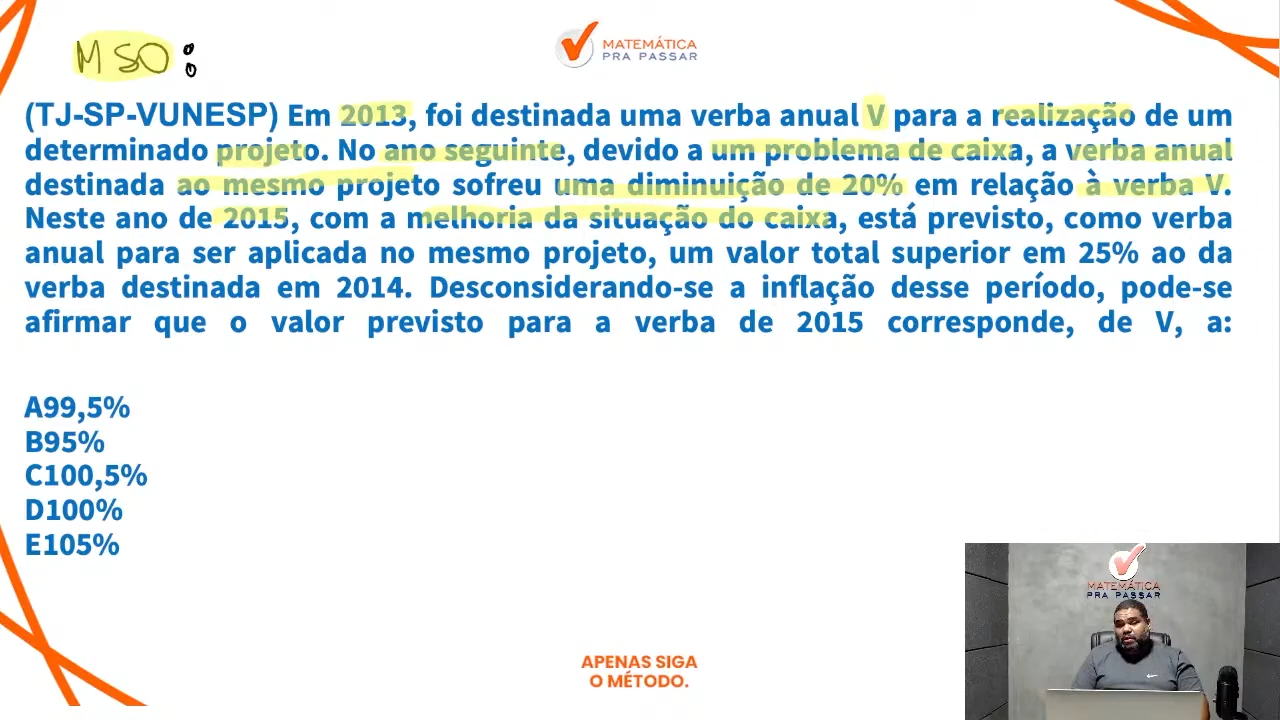 MSO:
MATEMÁTICA
PRA PASSAR
(TJ-SP-VUNESP) Em 2013, foi destinada uma verba anual V para a realização de um
determinado projeto. No ano seguinte, devido a um problema de caixa, a verba anual
destinada ao mesmo projeto sofreu uma diminuição de 20% em relação à verba V.
Neste ano de 2015, com a melhoria da situação do caixa, está previsto, como verba
anual para ser aplicada no mesmo projeto, um valor total superior em 25% ao da
verba destinada em 2014. Desconsiderando-se a inflação desse período, pode-se
afirmar que o valor previsto para a verba de 2015 corresponde, de V, a:
A99,5%
B95%
C100,5%
D100%
E105%
MATEMÁTICA
PRA PASSAR
APENAS SIGA
O MÉTODO.